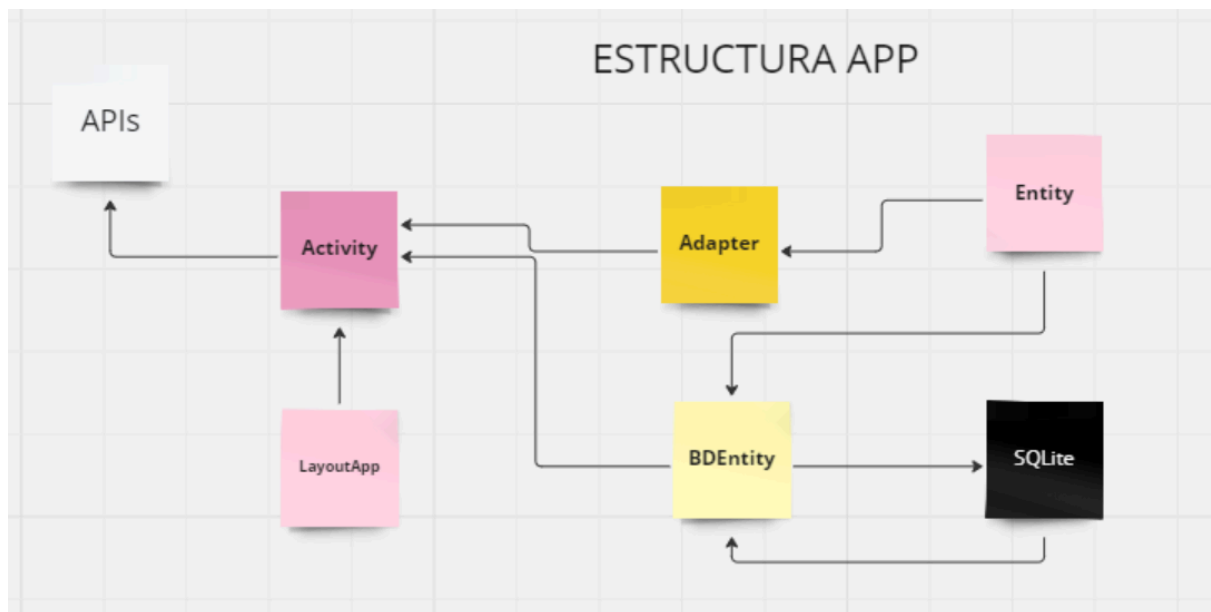 ESTRUCTURA APP
APIs
Entity
Activity
Adapter
LayoutApp
BDEntity
SQLite